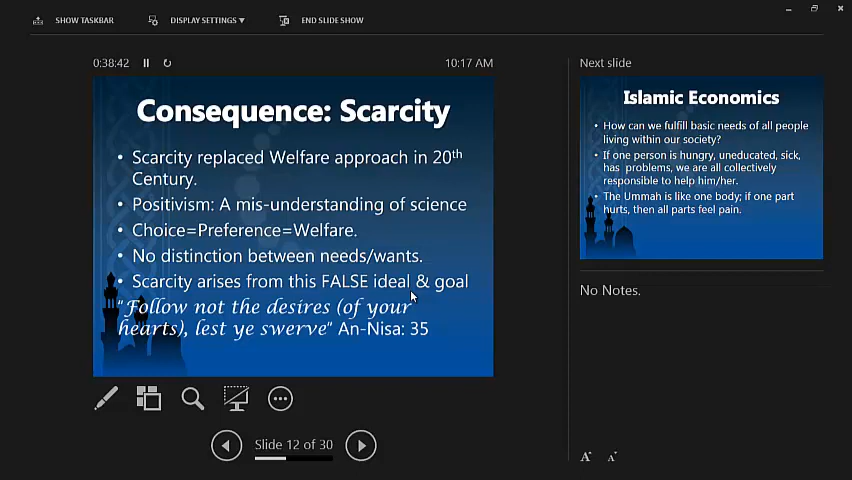 SHOW TASKBAR
DISPLAY SETTINGS ▾
END SLIDE SHOW
0:38:42
10:17 AM
Consequence: Scarcity
• Scarcity replaced Welfare approach in 20th
Century.
• Positivism: A mis-understanding of science
• Choice=Preference=Welfare.
• No distinction between needs/wants.
• Scarcity arises from this FALSE ideal & goal
"Follow not the desires (of your
hearts), lest ye swerve" An-Nisa: 35
Slide 12 of 30
Next slide
Islamic Economics
• How can we fulfill basic needs of all people
living within our society?
• If one person is hungry, uneducated, sick,
has problems, we are all collectively
responsible to help him/her.
• The Ummah is like one body; if one part
hurts, then all parts feel pain.
No Notes.
A A